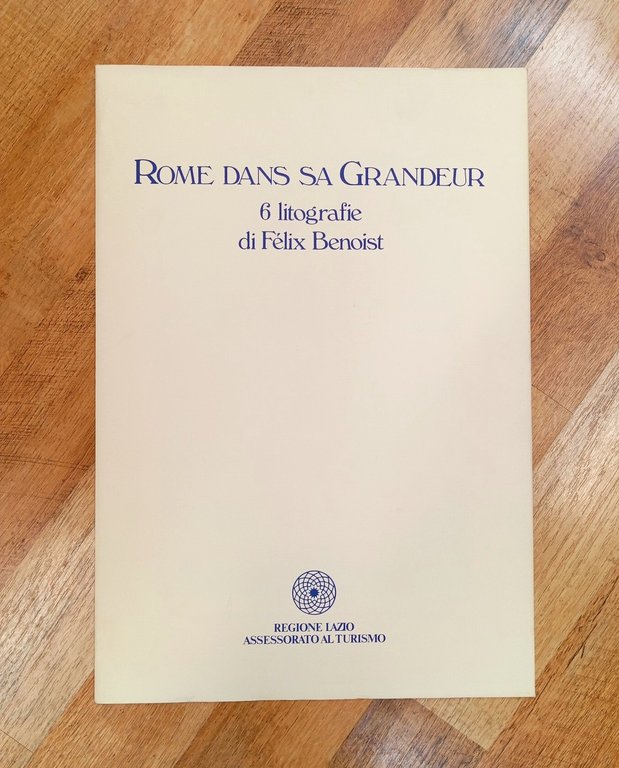 ROME DANS SA GRANDEUR
6 litografie
di Félix Benoist
REGIONE LAZIO
ASSESSORATO AL TURISMO